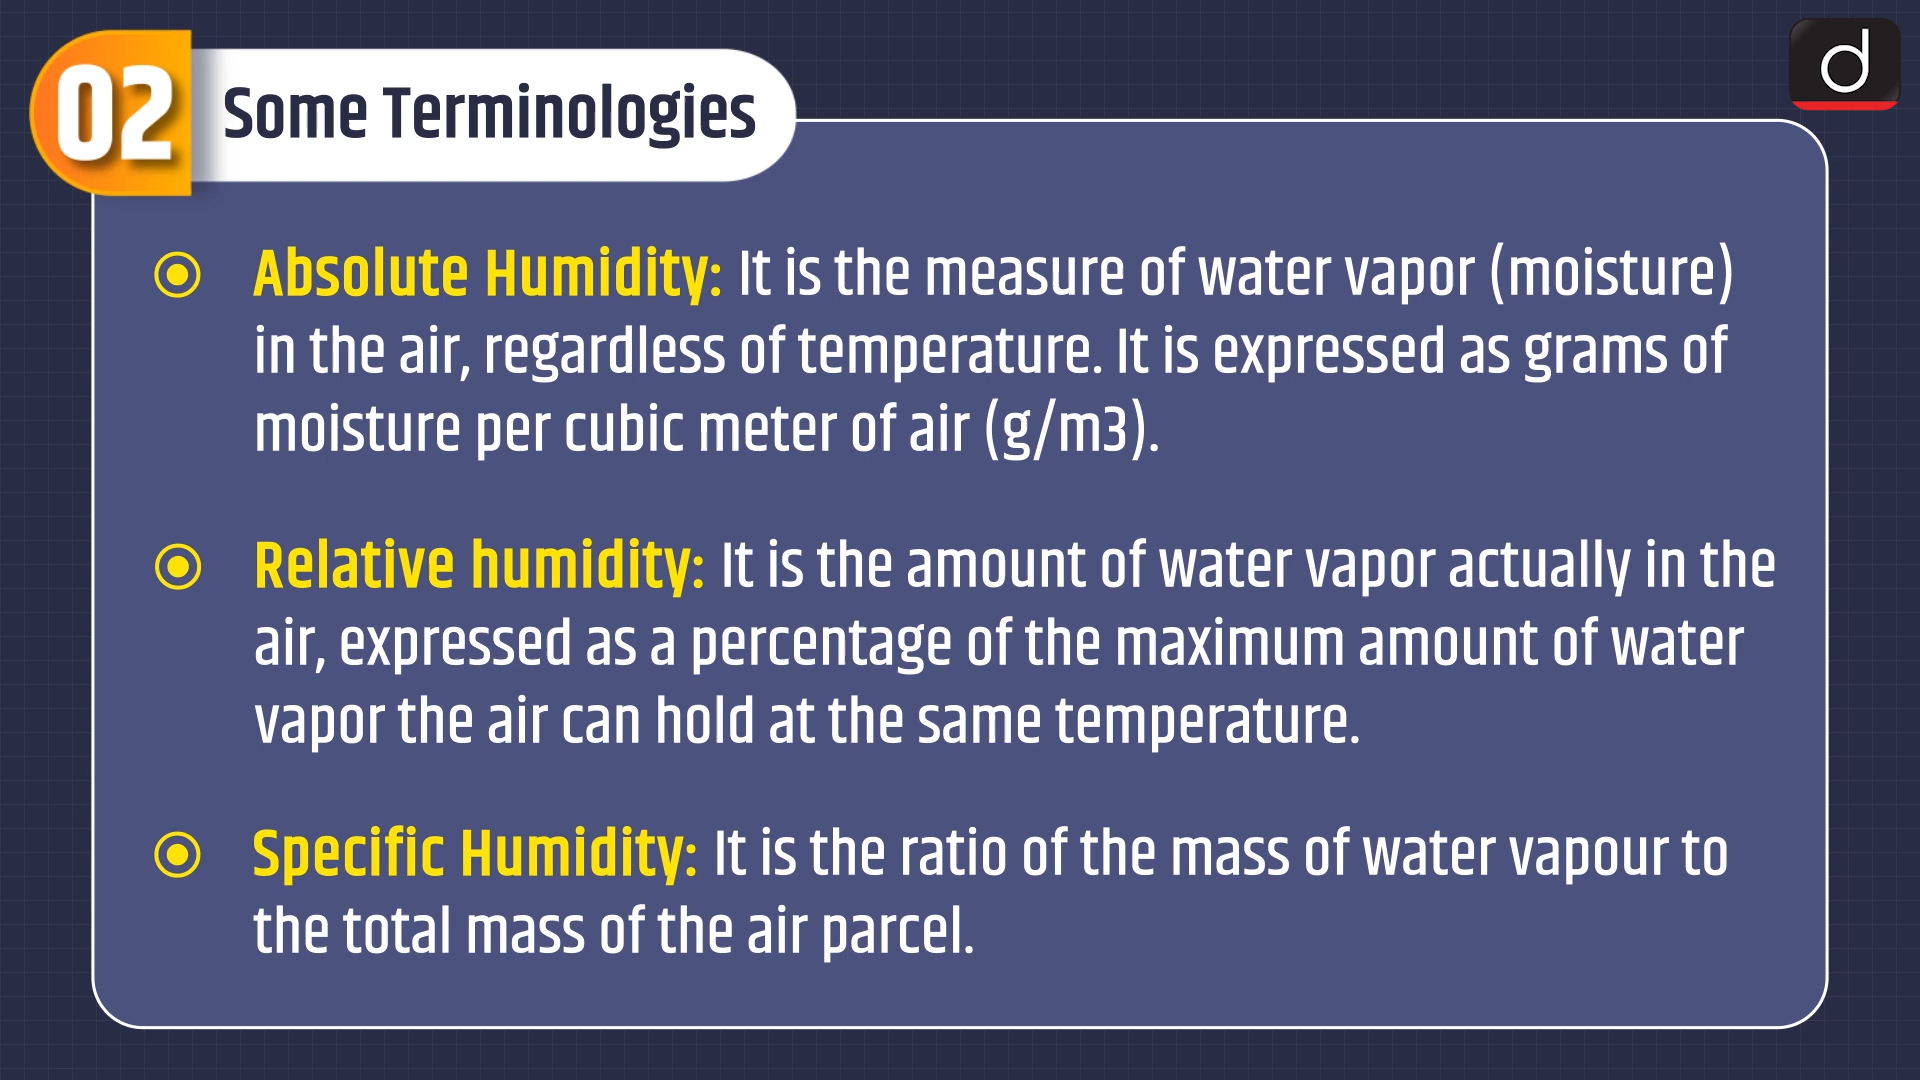 02
Some Terminologies
d
Absolute Humidity: It is the measure of water vapor (moisture)
in the air, regardless of temperature. It is expressed as grams of
moisture per cubic meter of air (g/m3).
Relative humidity: It is the amount of water vapor actually in the
air, expressed as a percentage of the maximum amount of water
vapor the air can hold at the same temperature.
Specific Humidity: It is the ratio of the mass of water vapour to
the total mass of the air parcel.